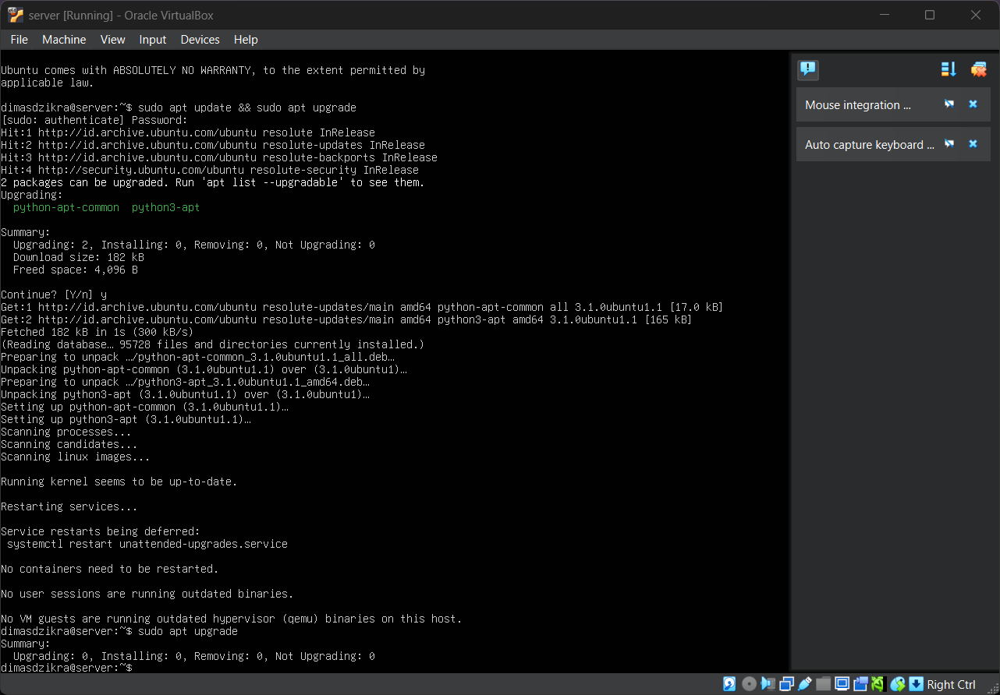 server [Running] - Oracle VirtualBox
File Machine View Input Devices Help
Ubuntu comes with ABSOLUTELY NO WARRANTY, to the extent permitted by
applicable law.
dimasdzikra@server:~$ sudo apt update && sudo apt upgrade
[sudo: authenticate] Password:
Hit:1 http://id.archive.ubuntu.com/ubuntu resolute InRelease
Hit:2 http://id.archive.ubuntu.com/ubuntu resolute-updates InRelease
Hit:3 http://id.archive.ubuntu.com/ubuntu resolute-backports InRelease
Hit:4 http://security.ubuntu.com/ubuntu resolute-security InRelease
2 packages can be upgraded. Run 'apt list --upgradable' to see them.
Upgrading:
  python-apt-common  python3-apt
Summary:
  Upgrading: 2, Installing: 0, Removing: 0, Not Upgrading: 0
  Download size: 182 kB
  Freed space: 4,096 B
Continue? [Y/n] y
Get:1 http://id.archive.ubuntu.com/ubuntu resolute-updates/main amd64 python-apt-common all 3.1.0ubuntu1.1 [17.0 kB]
Get:2 http://id.archive.ubuntu.com/ubuntu resolute-updates/main amd64 python3-apt amd64 3.1.0ubuntu1.1 [165 kB]
Fetched 182 kB in 1s (300 kB/s)
(Reading database… 95728 files and directories currently installed.)
Preparing to unpack …/python-apt-common_3.1.0ubuntu1.1_all.deb…
Unpacking python-apt-common (3.1.0ubuntu1.1) over (3.1.0ubuntu1)…
Preparing to unpack …/python3-apt_3.1.0ubuntu1.1_amd64.deb…
Unpacking python3-apt (3.1.0ubuntu1.1) over (3.1.0ubuntu1)…
Setting up python-apt-common (3.1.0ubuntu1.1)…
Setting up python3-apt (3.1.0ubuntu1.1)…
Scanning processes...
Scanning candidates...
Scanning linux images...
Running kernel seems to be up-to-date.
Restarting services...
Service restarts being deferred:
 systemctl restart unattended-upgrades.service
No containers need to be restarted.
No user sessions are running outdated binaries.
No VM guests are running outdated hypervisor (qemu) binaries on this host.
dimasdzikra@server:~$ sudo apt upgrade
Summary:
  Upgrading: 0, Installing: 0, Removing: 0, Not Upgrading: 0
dimasdzikra@server:~$
Mouse integration ...
Auto capture keyboard ...
Right Ctrl